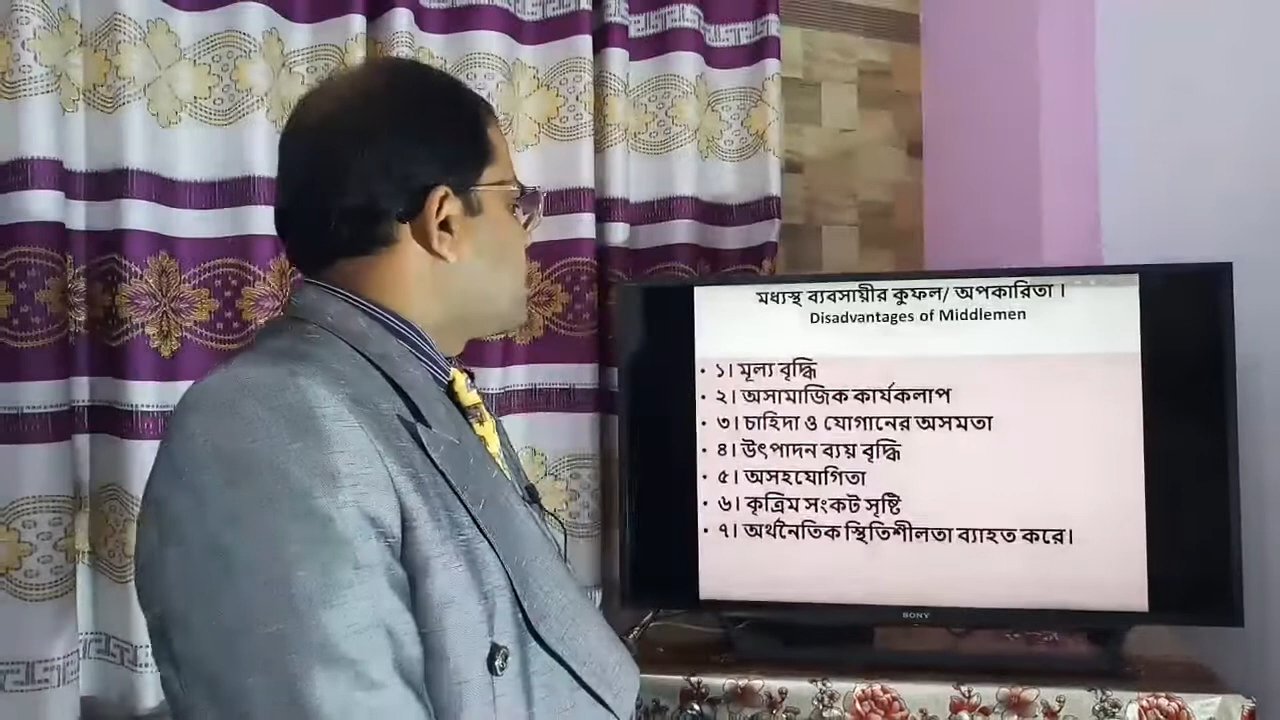 মধ্যস্থ ব্যবসায়ীর কুফল/ অপকারিতা ।
Disadvantages of Middlemen
• ১। মূল্য বৃদ্ধি
• ২। অসামাজিক কার্যকলাপ
• ৩। চাহিদা ও যোগানের অসমতা
• ৪। উৎপাদন ব্যয় বৃদ্ধি
• ৫। অসহযোগিতা
• ৬। কৃত্রিম সংকট সৃষ্টি
• ৭। অর্থনৈতিক স্থিতিশীলতা ব্যাহত করে।
SONY